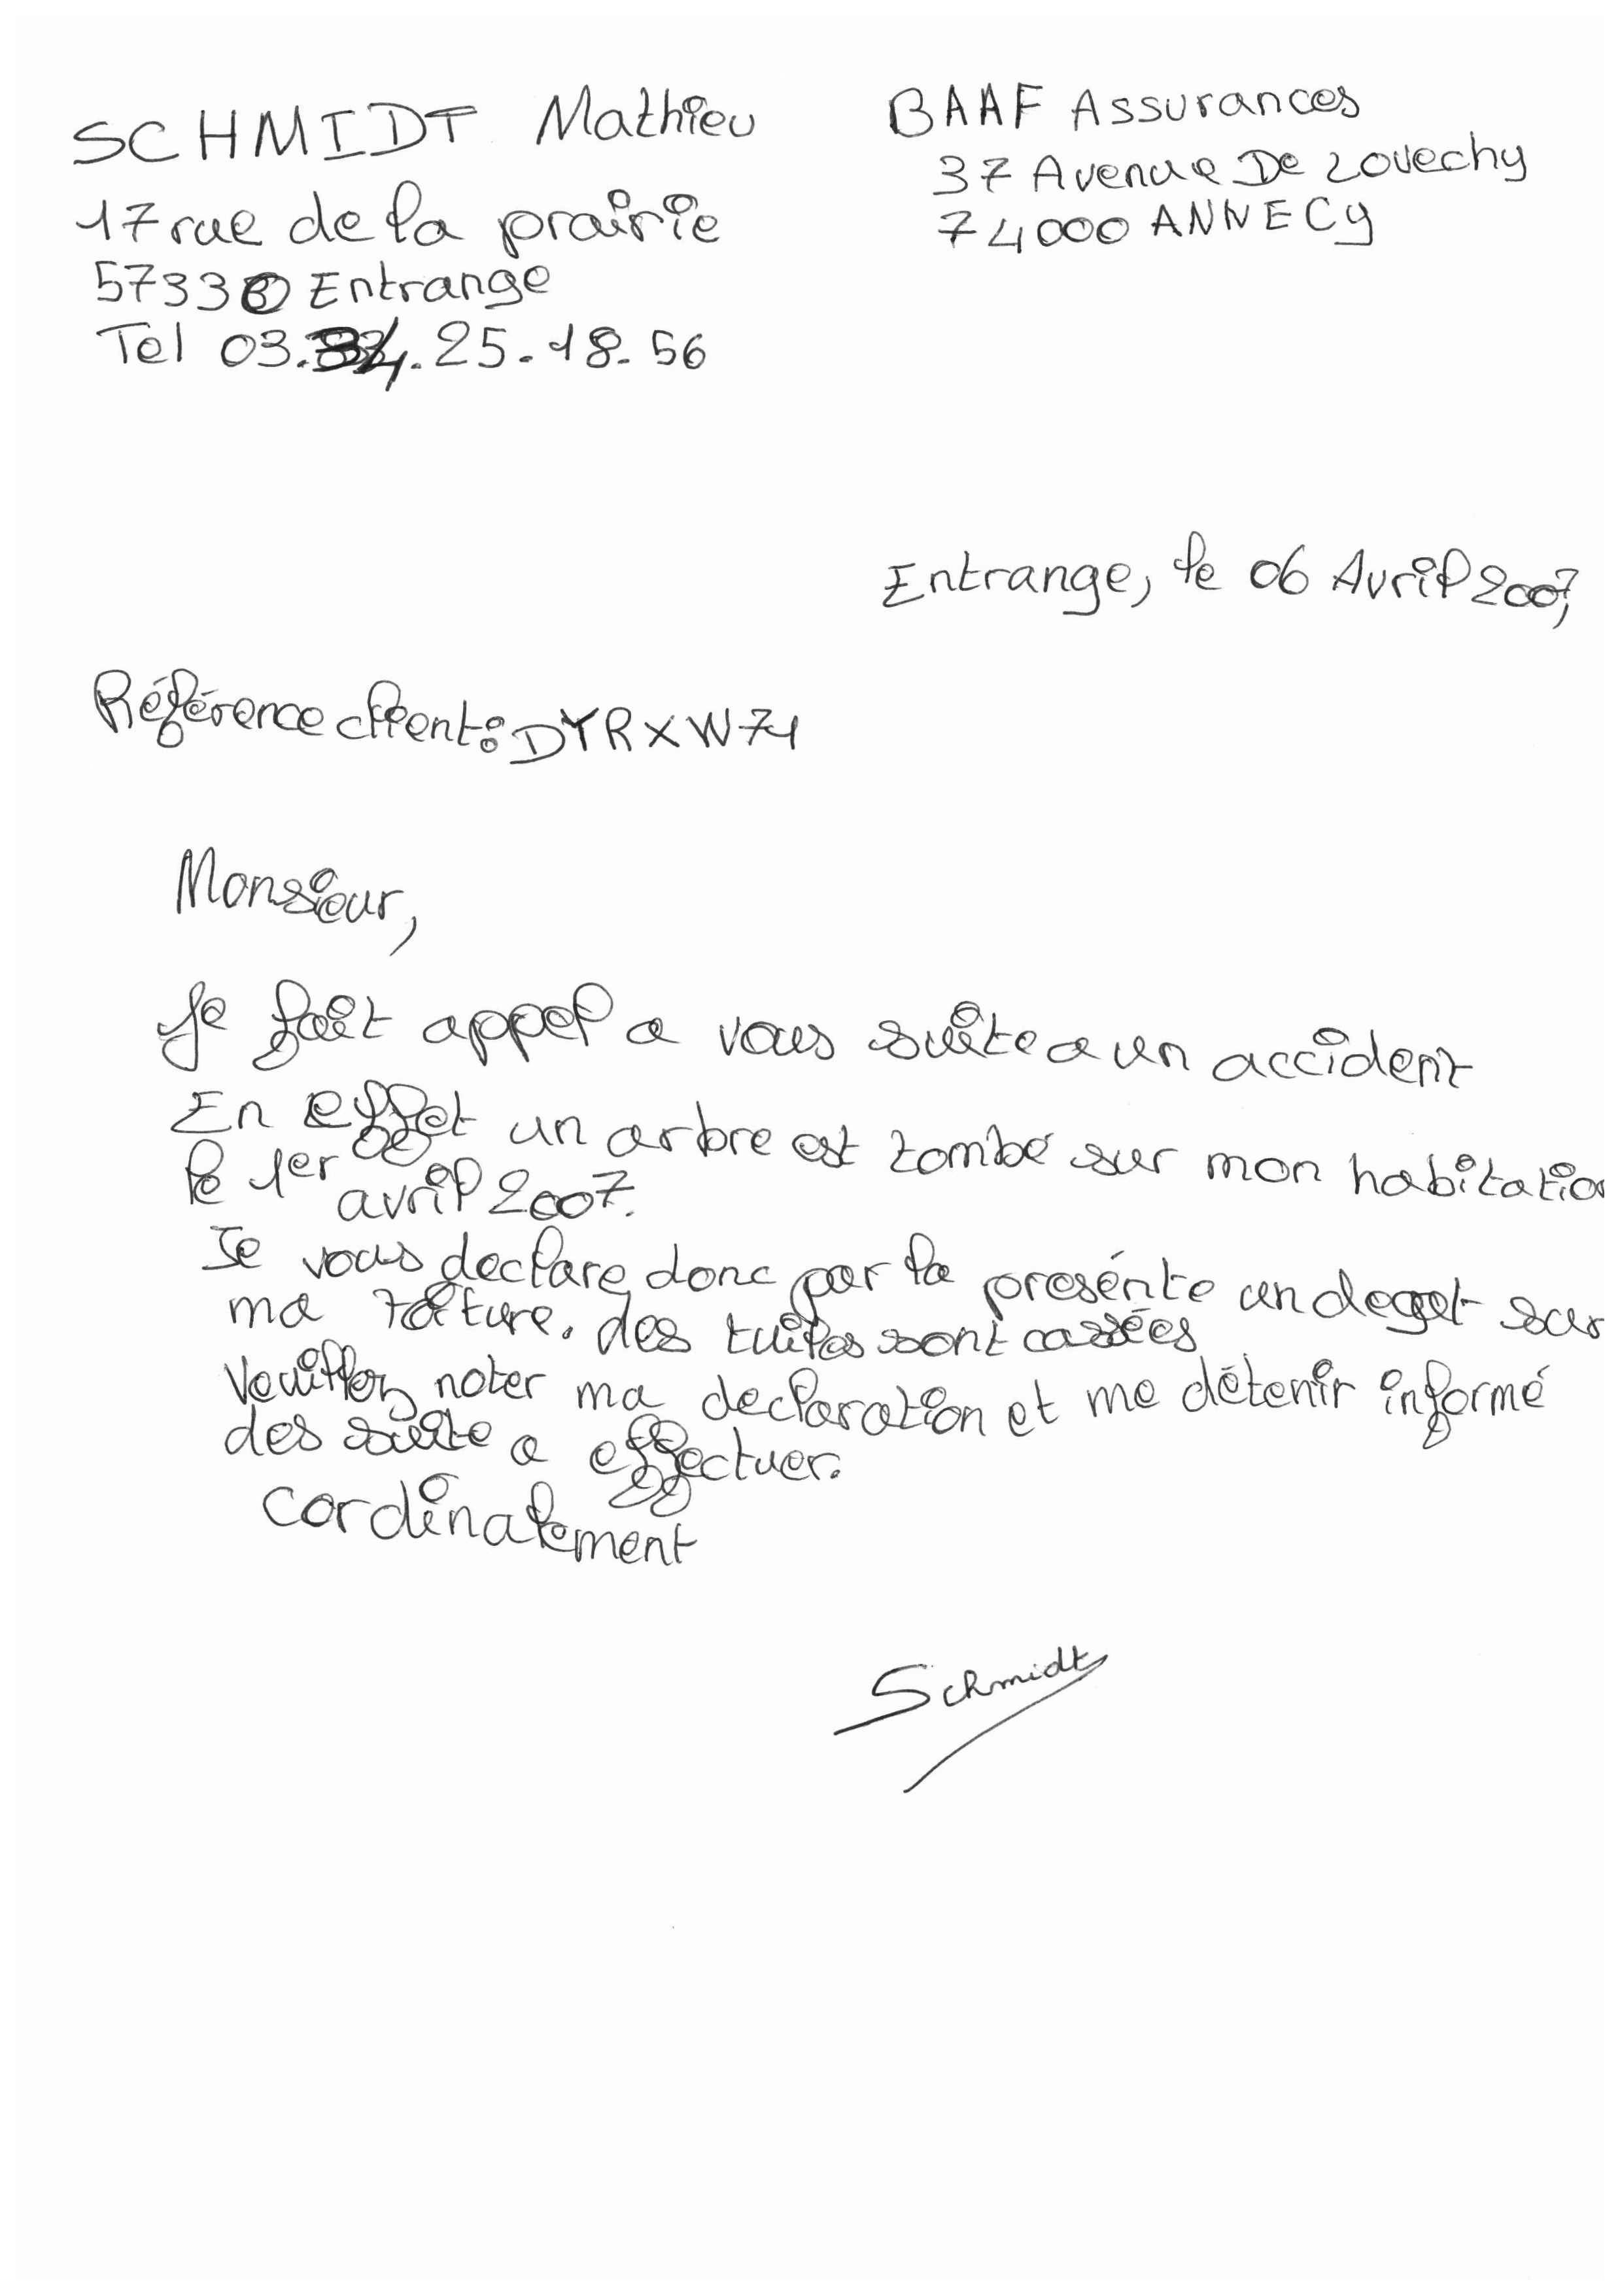 SCHMIDT Mathieu
17 rue de la prairie
57330 Entrange
Tel 03.84.25.18.56
BAAF Assurances
37 Avenue De Lovechy
74000 ANNECY
Entrange, le 06 Avril 2007,
Référence client: DYRXW71
Monsieur,
Je fait appel a vous suite a un accident
En effet un arbre est tombé sur mon habitation
le 1er avril 2007.
Je vous declare donc par la presénte un deget sur
ma toiture. des tuiles sont cassées
Veuillez noter ma declaration et me détenir informé
des suite a effectuer.
Cordinalement
Schmidt